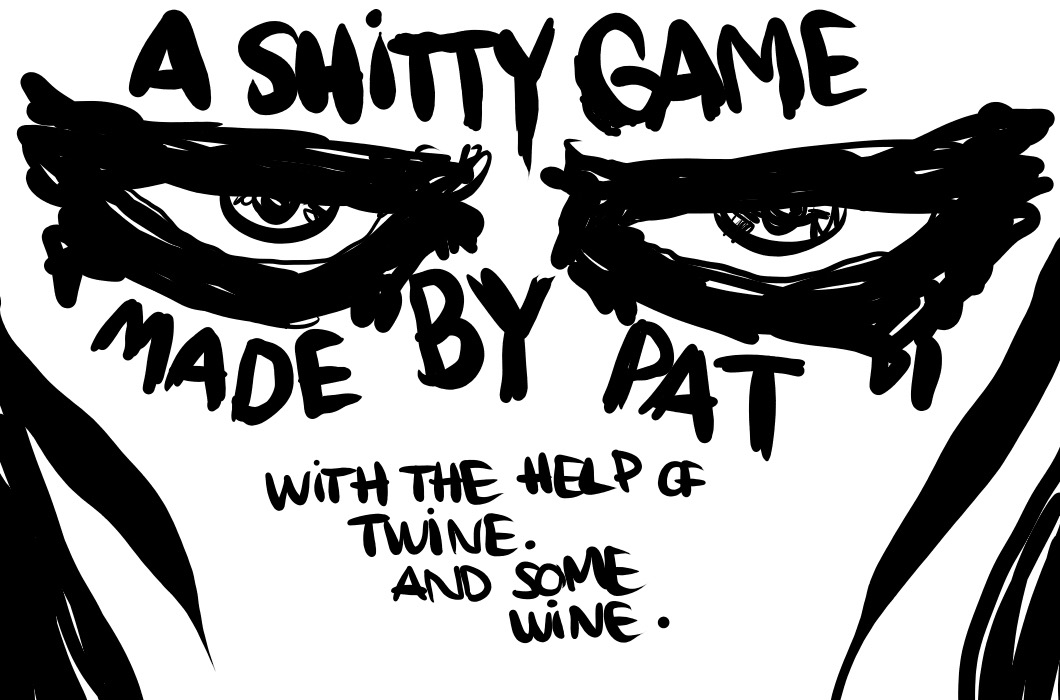 A SHiTTY GAME
MADE BY PAT
WiTH THE HELP OF
TWiNE.
AND SOME
WiNE.